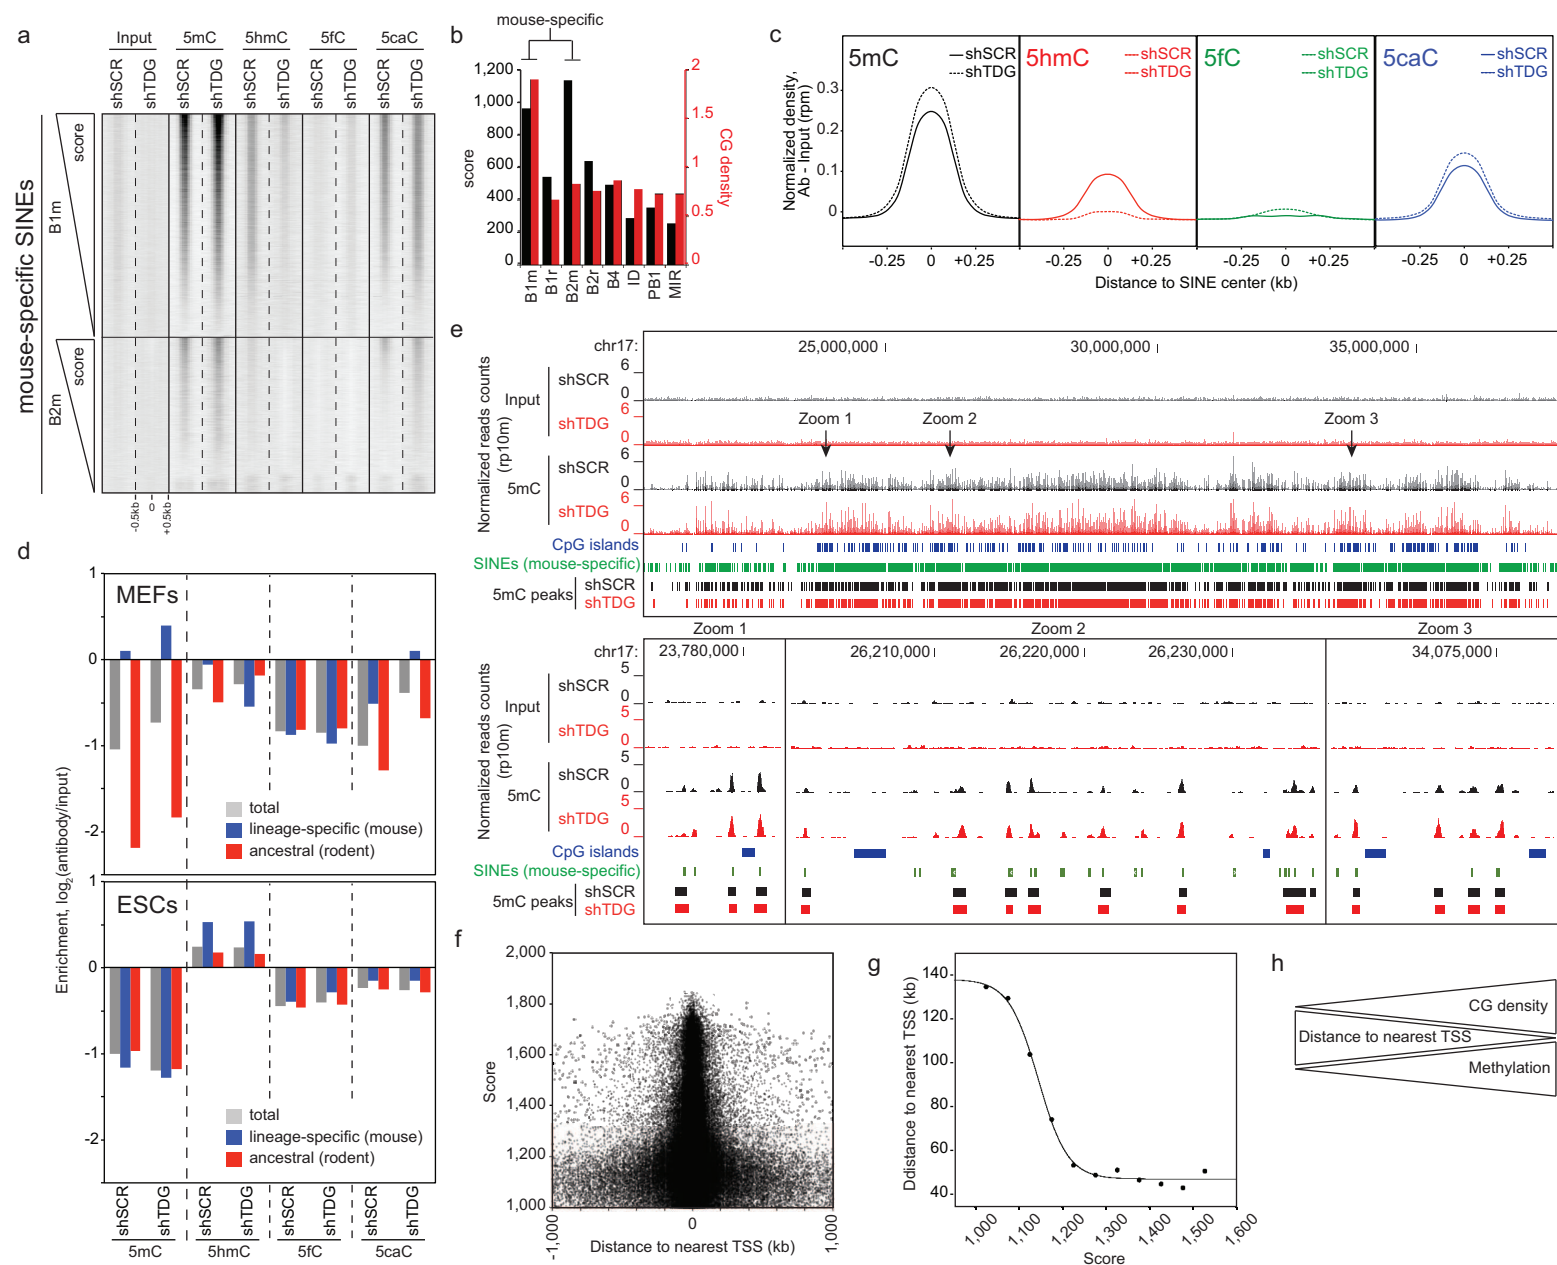 a
Input 5mC 5hmC 5fC 5caC
shSCR shTDG shSCR shTDG shSCR shTDG shSCR shTDG shSCR shTDG
mouse-specific SINEs
B1m
score
B2m
score
-0.5kb 0 +0.5kb
b
mouse-specific
1,200
1,000
800
600
400
200
0
score
2
1.5
1
0.5
0
CG density
B1m B1r B2m B2r B4 ID PB1 MIR
c
5mC 5hmC 5fC 5caC
shSCR shSCR shSCR shSCR
shTDG shTDG shTDG shTDG
Normalized density,
Ab - Input (rpm)
0.3
0.2
0.1
0
-0.25 0 +0.25 -0.25 0 +0.25 -0.25 0 +0.25 -0.25 0 +0.25
Distance to SINE center (kb)
d
MEFs
1
0
-1
-2
total
lineage-specific (mouse)
ancestral (rodent)
Enrichment, log2(antibody/input)
ESCs
1
0
-1
-2
total
lineage-specific (mouse)
ancestral (rodent)
shSCR shTDG shSCR shTDG shSCR shTDG shSCR shTDG
5mC 5hmC 5fC 5caC
e
chr17: 25,000,000 30,000,000 35,000,000
Normalized reads counts
(rp10m)
Input
shSCR 6 0
shTDG 6 0
Zoom 1 Zoom 2 Zoom 3
5mC
shSCR 6 0
shTDG 6 0
CpG islands
SINEs (mouse-specific)
5mC peaks
shSCR
shTDG
Zoom 1 Zoom 2 Zoom 3
chr17: 23,780,000 26,210,000 26,220,000 26,230,000 34,075,000
Normalized reads counts
(rp10m)
Input
shSCR 5 0
shTDG 5 0
5mC
shSCR 5 0
shTDG 5 0
CpG islands
SINEs (mouse-specific)
5mC peaks
shSCR
shTDG
f
2,000
1,800
1,600
1,400
1,200
1,000
Score
-1,000 0 1,000
Distance to nearest TSS (kb)
g
140
120
100
80
60
40
Ddistance to nearest TSS (kb)
1,000 1,100 1,200 1,300 1,400 1,500 1,600
Score
h
CG density
Distance to nearest TSS
Methylation